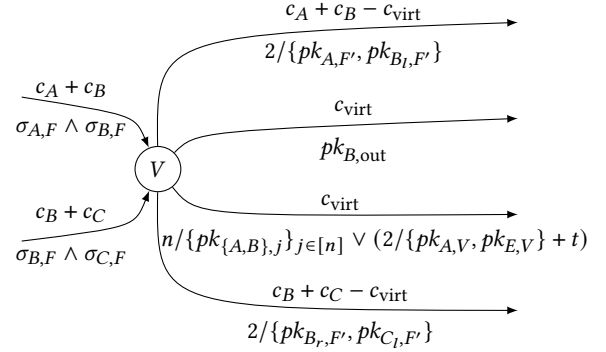 c_A + c_B − c_virt
2/{pk_{A,F′}, pk_{B_l,F′}}
c_A + c_B
σ_{A,F} ∧ σ_{B,F}
c_virt
pk_{B,out}
V
c_virt
n/{pk_{{A,B},j}}_{j∈[n]} ∨ (2/{pk_{A,V}, pk_{E,V}} + t)
c_B + c_C
σ_{B,F} ∧ σ_{C,F}
c_B + c_C − c_virt
2/{pk_{B_r,F′}, pk_{C_l,F′}}